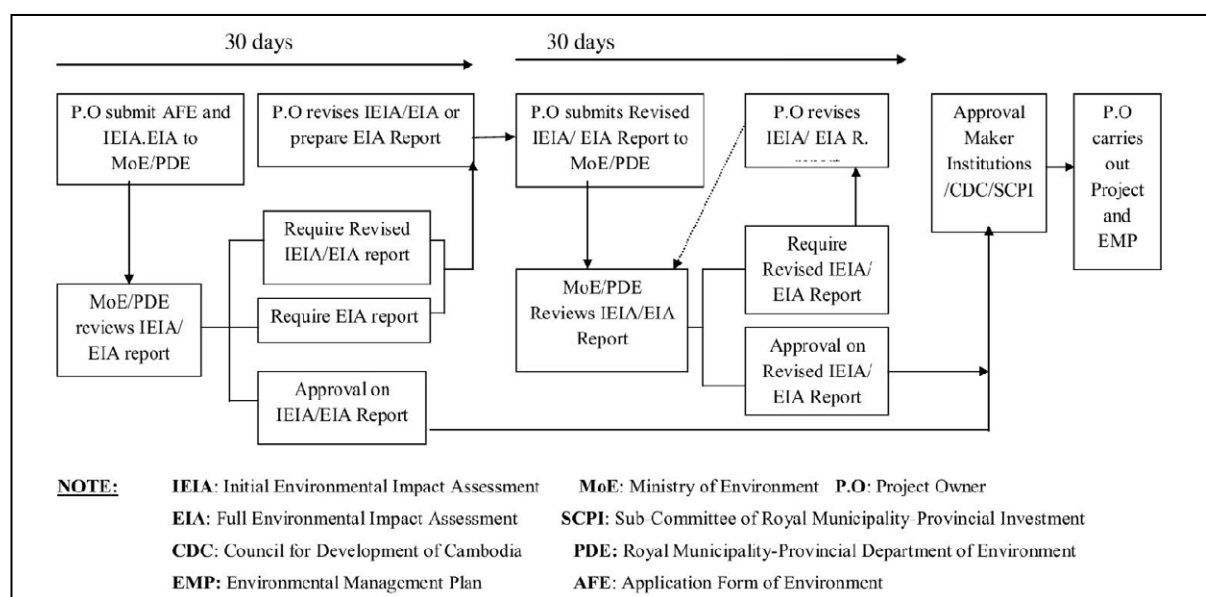 30 days
30 days
P.O submit AFE and
IEIA.EIA to
MoE/PDE
P.O revises IEIA/EIA or
prepare EIA Report
P.O submits Revised
IEIA/ EIA Report to
MoE/PDE
P.O revises
IEIA/ EIA R.
Approval
Maker
Institutions
/CDC/SCPI
P.O
carries
out
Project
and
EMP
Require Revised
IEIA/EIA report
Require EIA report
MoE/PDE
reviews IEIA/
EIA report
Approval on
IEIA/EIA Report
MoE/PDE
Reviews IEIA/EIA
Report
Require
Revised IEIA/
EIA Report
Approval on
Revised IEIA/
EIA Report
NOTE:
IEIA: Initial Environmental Impact Assessment MoE: Ministry of Environment P.O: Project Owner
EIA: Full Environmental Impact Assessment SCPI: Sub-Committee of Royal Municipality-Provincial Investment
CDC: Council for Development of Cambodia PDE: Royal Municipality-Provincial Department of Environment
EMP: Environmental Management Plan AFE: Application Form of Environment